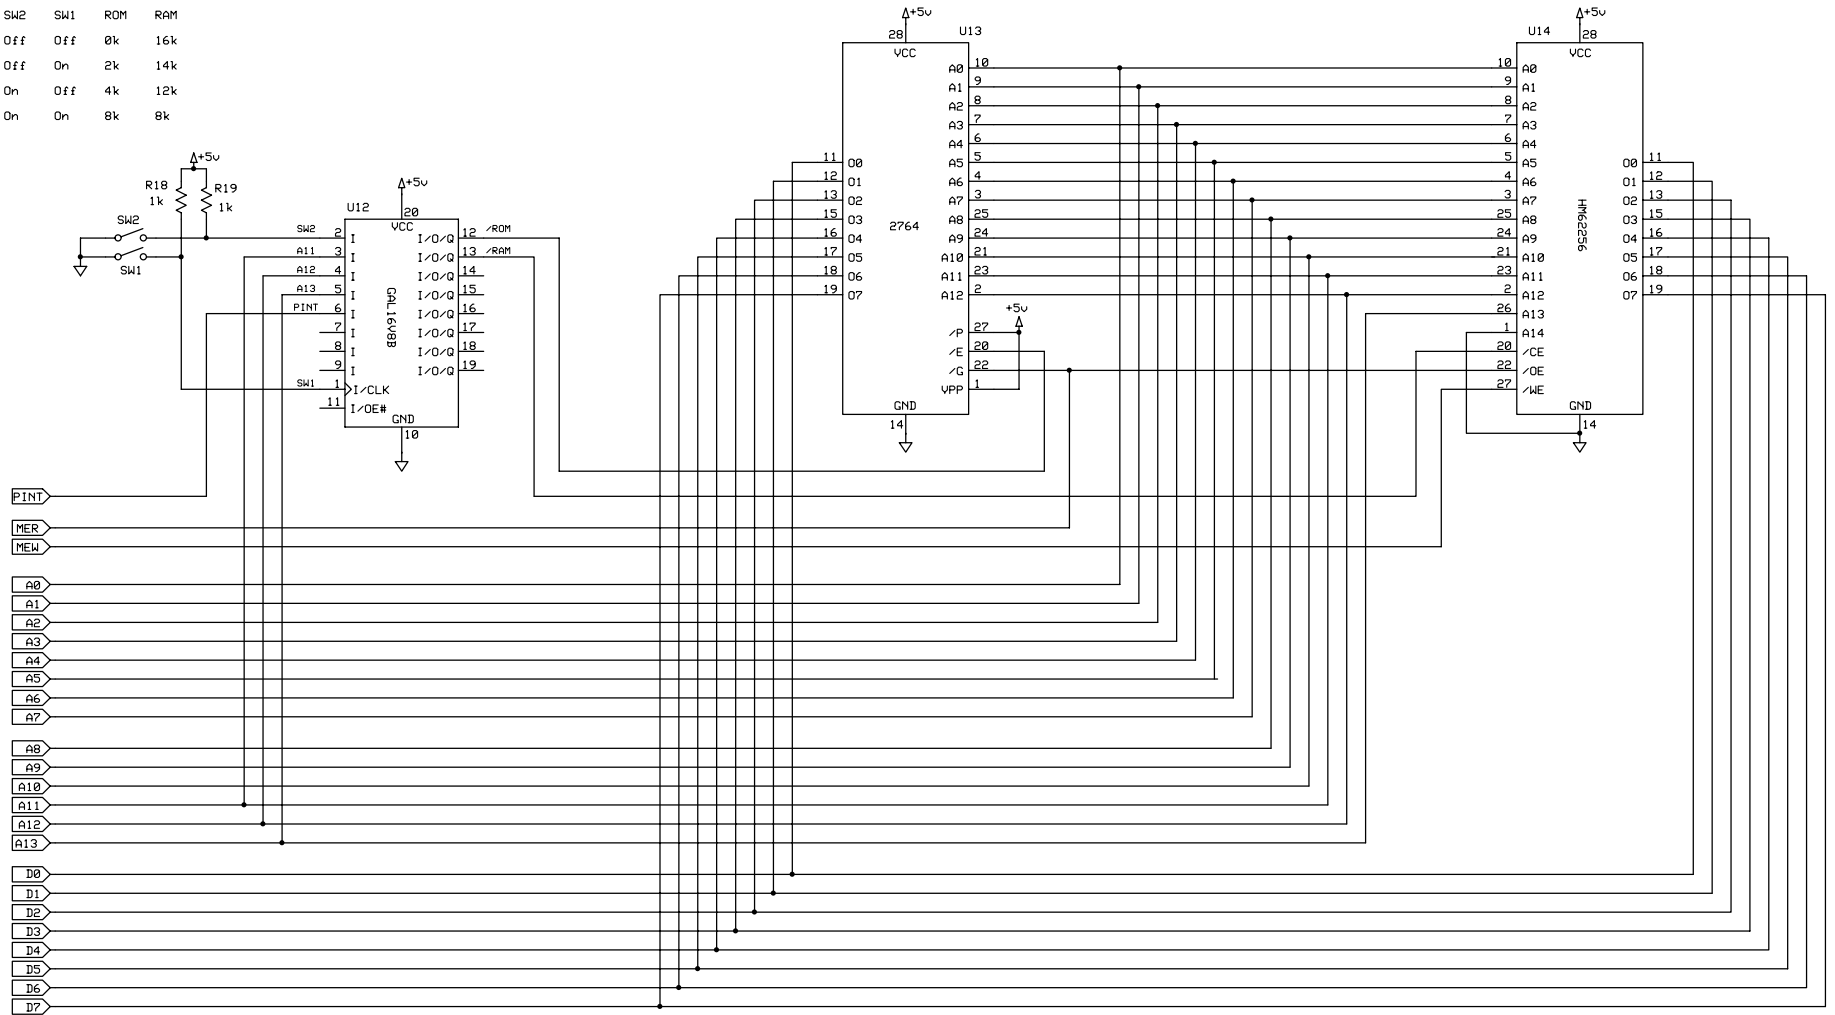 SW2 SW1 ROM RAM
Off Off 0k 16k
Off On 2k 14k
On Off 4k 12k
On On 8k 8k
+5v
R18 1k
R19 1k
SW2
SW1
U12
+5v
20
VCC
SW2 2 I
A11 3 I
A12 4 I
A13 5 I
PINT 6 I
7 I
8 I
9 I
SW1 1 I/CLK
11 I/OE#
GAL16V8B
I/O/Q 12 /ROM
I/O/Q 13 /RAM
I/O/Q 14
I/O/Q 15
I/O/Q 16
I/O/Q 17
I/O/Q 18
I/O/Q 19
GND
10
+5v
28
U13
VCC
11 O0
12 O1
13 O2
15 O3
16 O4
17 O5
18 O6
19 O7
2764
A0 10
A1 9
A2 8
A3 7
A4 6
A5 5
A6 4
A7 3
A8 25
A9 24
A10 21
A11 23
A12 2
+5v
/P 27
/E 20
/G 22
VPP 1
GND
14
+5v
U14
28
VCC
10 A0
9 A1
8 A2
7 A3
6 A4
5 A5
4 A6
3 A7
25 A8
24 A9
21 A10
23 A11
2 A12
26 A13
1 A14
20 /CE
22 /OE
27 /WE
HM62256
O0 11
O1 12
O2 13
O3 15
O4 16
O5 17
O6 18
O7 19
GND
14
PINT
MER
MEW
A0
A1
A2
A3
A4
A5
A6
A7
A8
A9
A10
A11
A12
A13
D0
D1
D2
D3
D4
D5
D6
D7